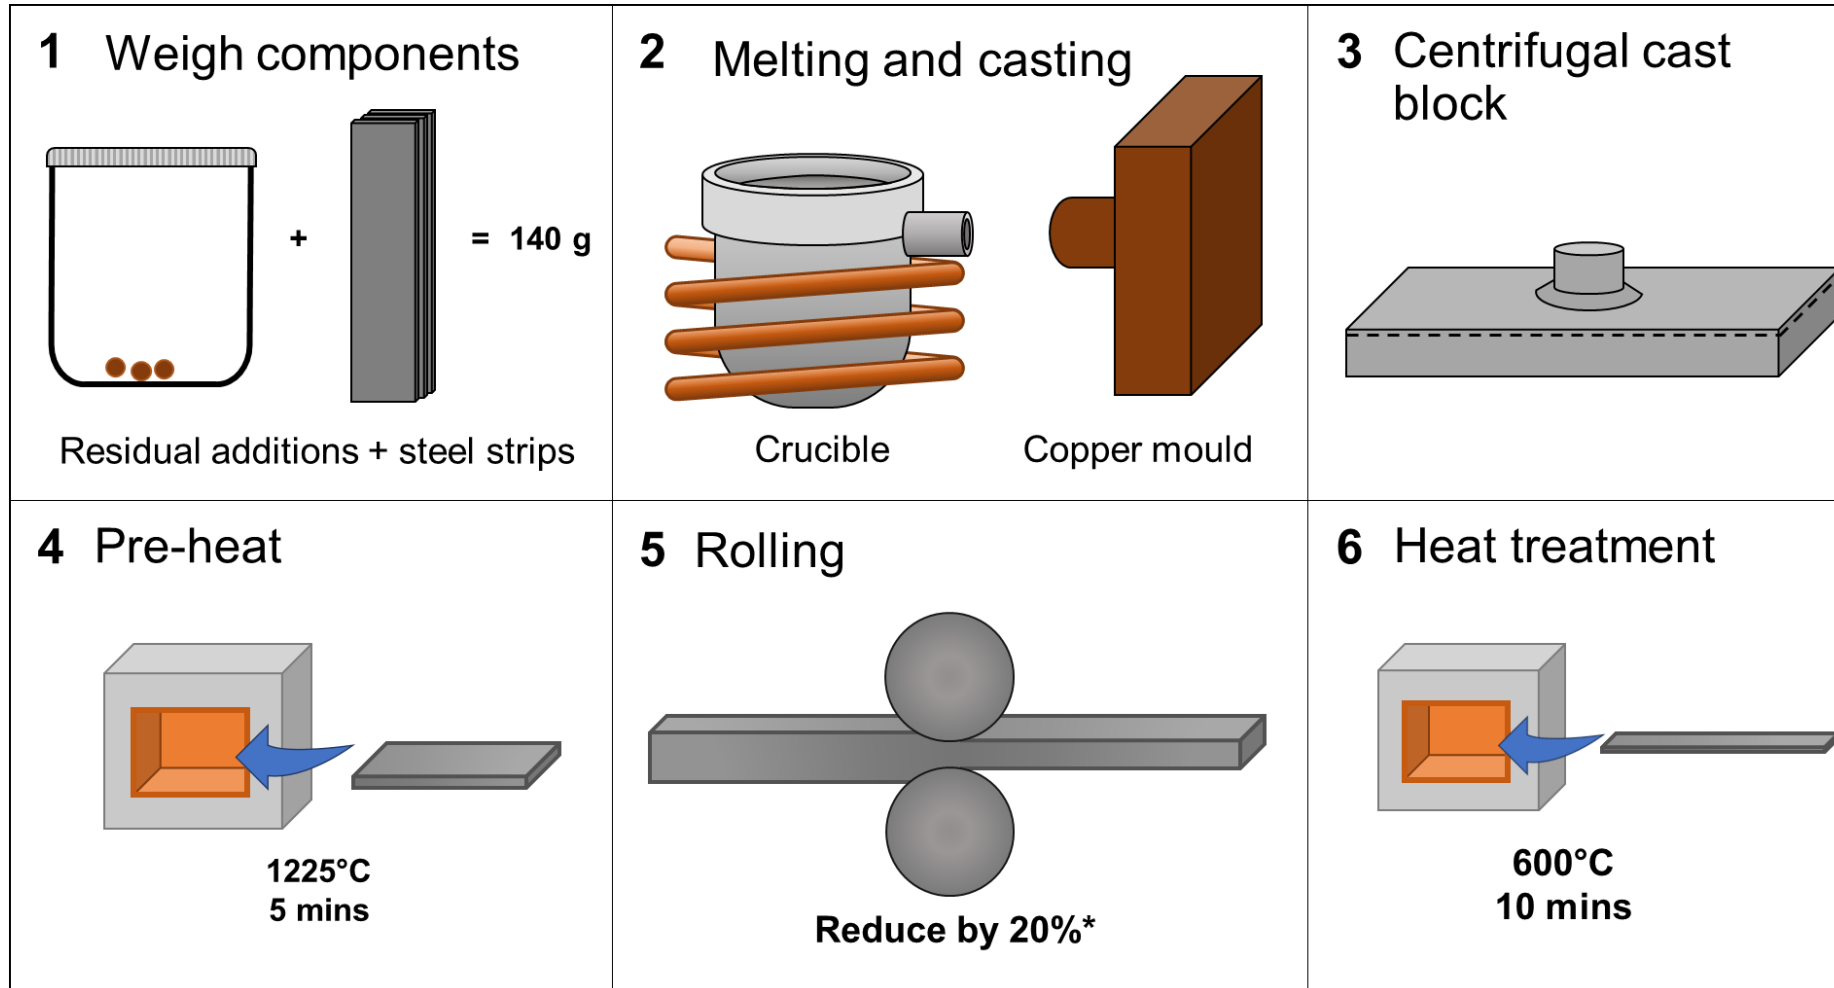 1 Weigh components
+ = 140 g
Residual additions + steel strips
2 Melting and casting
Crucible
Copper mould
3 Centrifugal cast
block
4 Pre-heat
1225°C
5 mins
5 Rolling
Reduce by 20%*
6 Heat treatment
600°C
10 mins